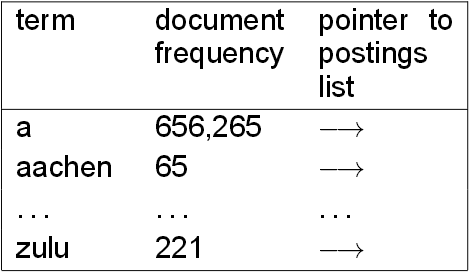 term document frequency pointer to postings list
a 656,265 ⟶
aachen 65 ⟶
... ... ...
zulu 221 ⟶